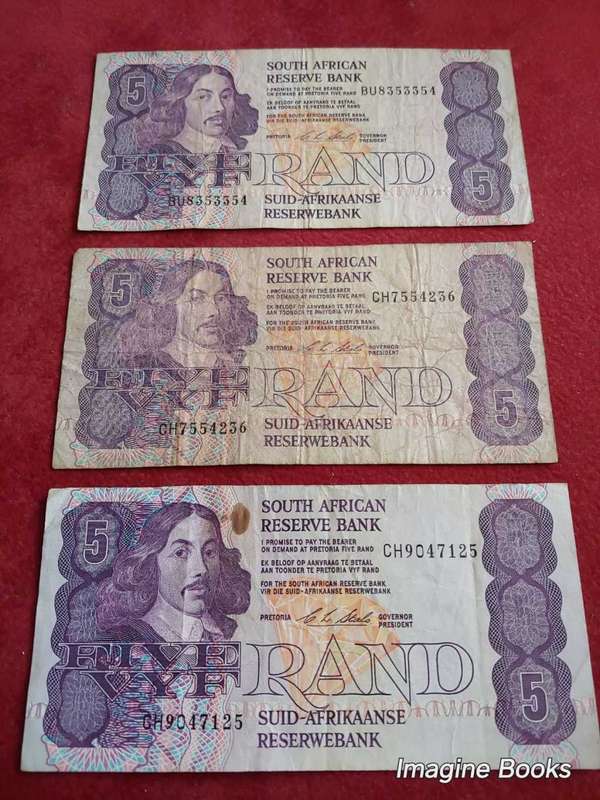 5
SOUTH AFRICAN
RESERVE BANK
I PROMISE TO PAY THE BEARER
ON DEMAND AT PRETORIA FIVE RAND
BU8353354
EK BELOOF OP AANVRAAG TE BETAAL
AAN TOONDER TE PRETORIA VYF RAND
FOR THE SOUTH AFRICAN RESERVE BANK
VIR DIE SUID-AFRIKAANSE RESERWEBANK
PRETORIA
GOVERNOR
PRESIDENT
FIVE
VYF
RAND
5
BU8353354
SUID-AFRIKAANSE
RESERWEBANK
5
SOUTH AFRICAN
RESERVE BANK
I PROMISE TO PAY THE BEARER
ON DEMAND AT PRETORIA FIVE RAND
CH7554236
EK BELOOF OP AANVRAAG TE BETAAL
AAN TOONDER TE PRETORIA VYF RAND
FOR THE SOUTH AFRICAN RESERVE BANK
VIR DIE SUID-AFRIKAANSE RESERWEBANK
PRETORIA
GOVERNOR
PRESIDENT
FIVE
VYF
RAND
5
CH7554236
SUID-AFRIKAANSE
RESERWEBANK
5
SOUTH AFRICAN
RESERVE BANK
I PROMISE TO PAY THE BEARER
ON DEMAND AT PRETORIA FIVE RAND
CH9047125
EK BELOOF OP AANVRAAG TE BETAAL
AAN TOONDER TE PRETORIA VYF RAND
FOR THE SOUTH AFRICAN RESERVE BANK
VIR DIE SUID-AFRIKAANSE RESERWEBANK
PRETORIA
GOVERNOR
PRESIDENT
FIVE
VYF
RAND
5
CH9047125
SUID-AFRIKAANSE
RESERWEBANK
Imagine Books